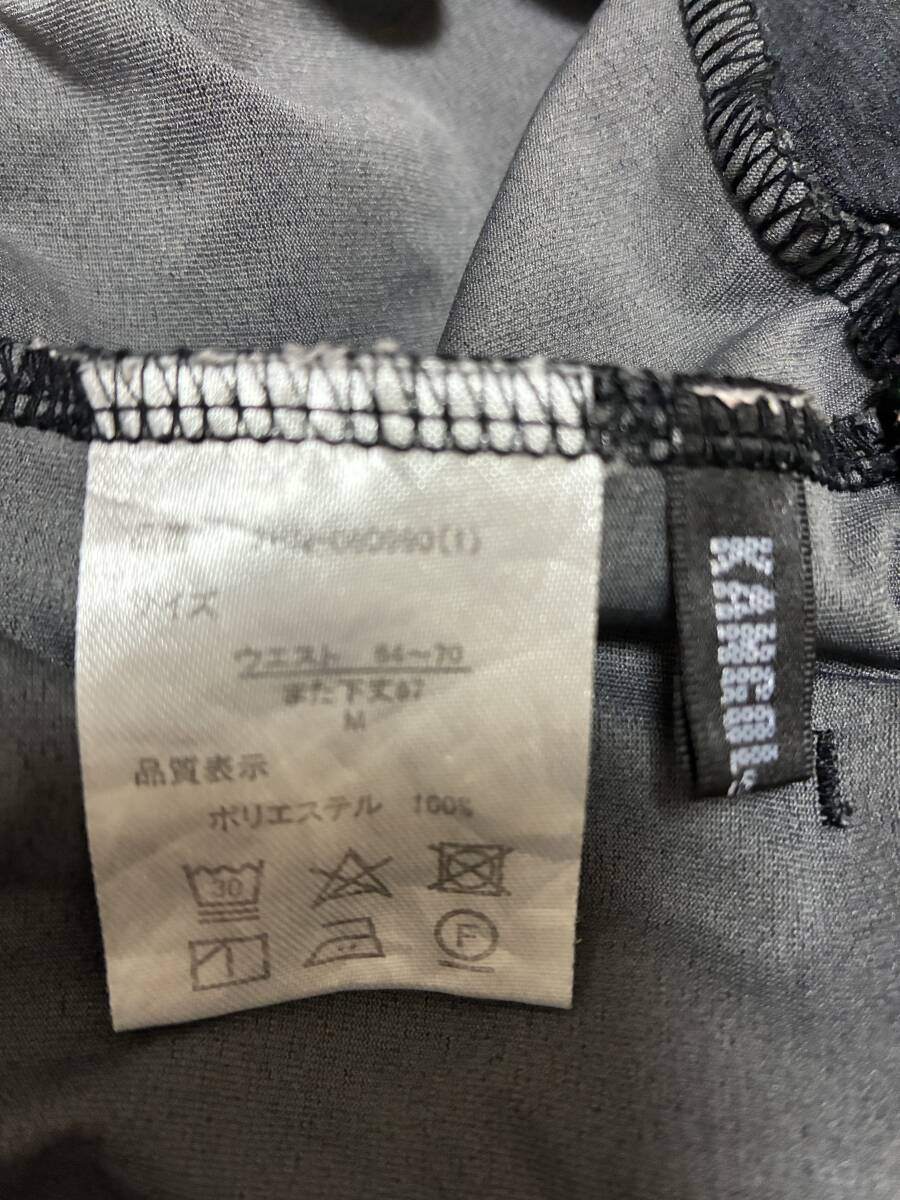 サイズ
ウエスト 64〜70
また下丈67
M
品質表示
ポリエステル 100%
30
F
KANGOL